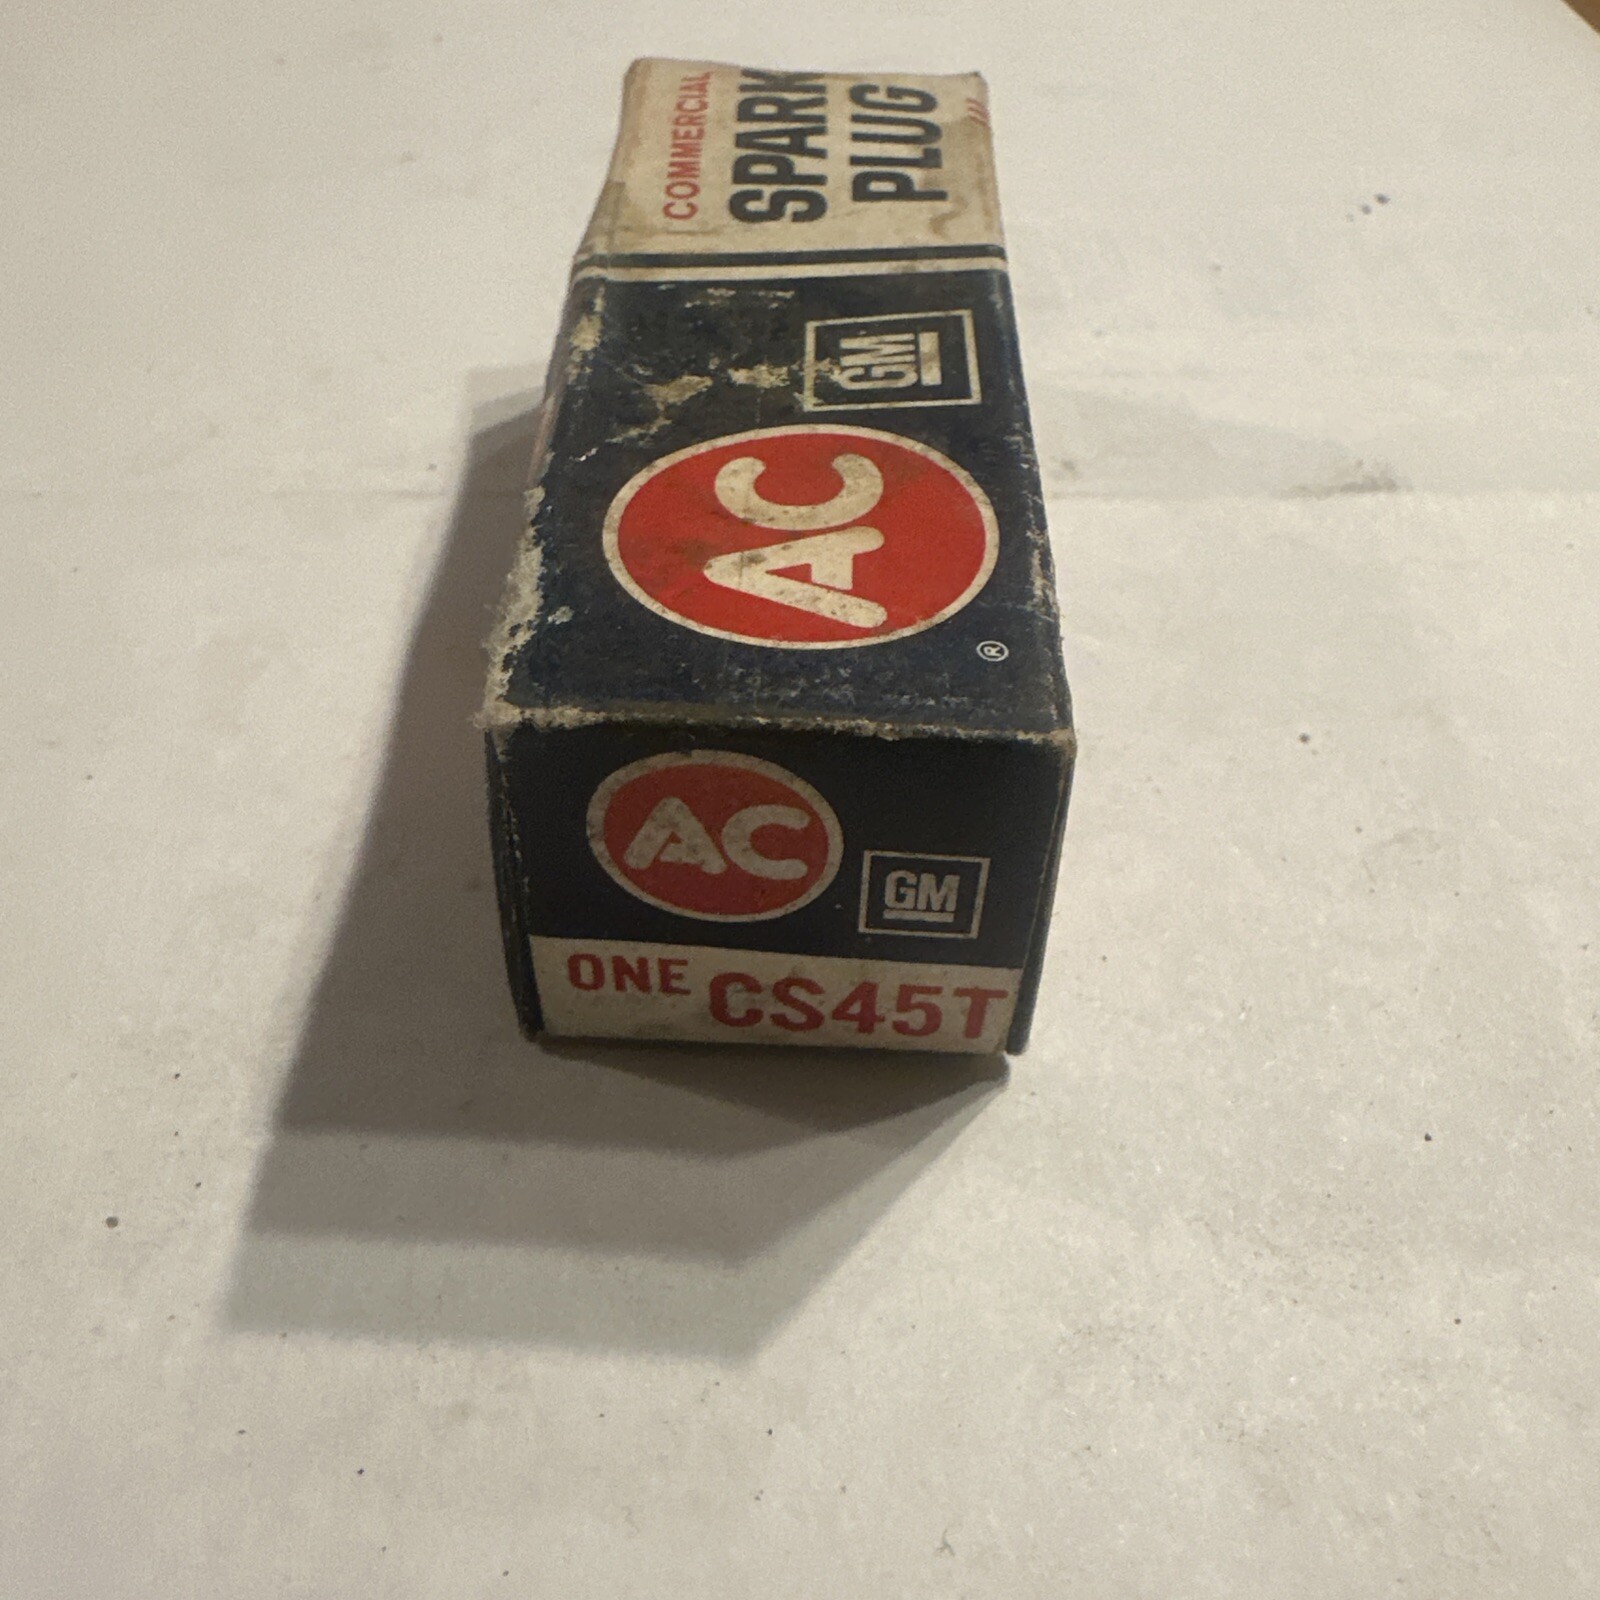 COMMERCIAL
SPARK
PLUG
GM
AC
®
AC
GM
ONE CS45T